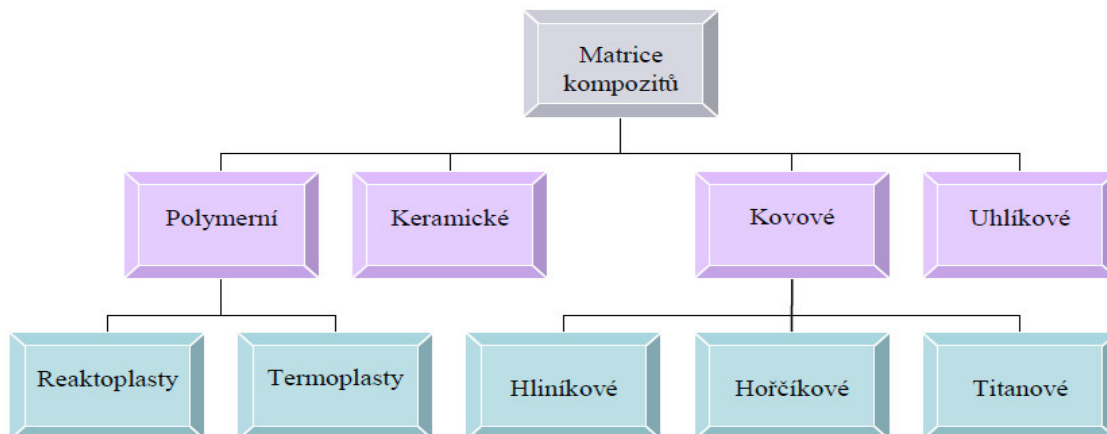 Matrice
kompozitů
Polymerní
Keramické
Kovové
Uhlíkové
Reaktoplasty
Termoplasty
Hliníkové
Hořčíkové
Titanové